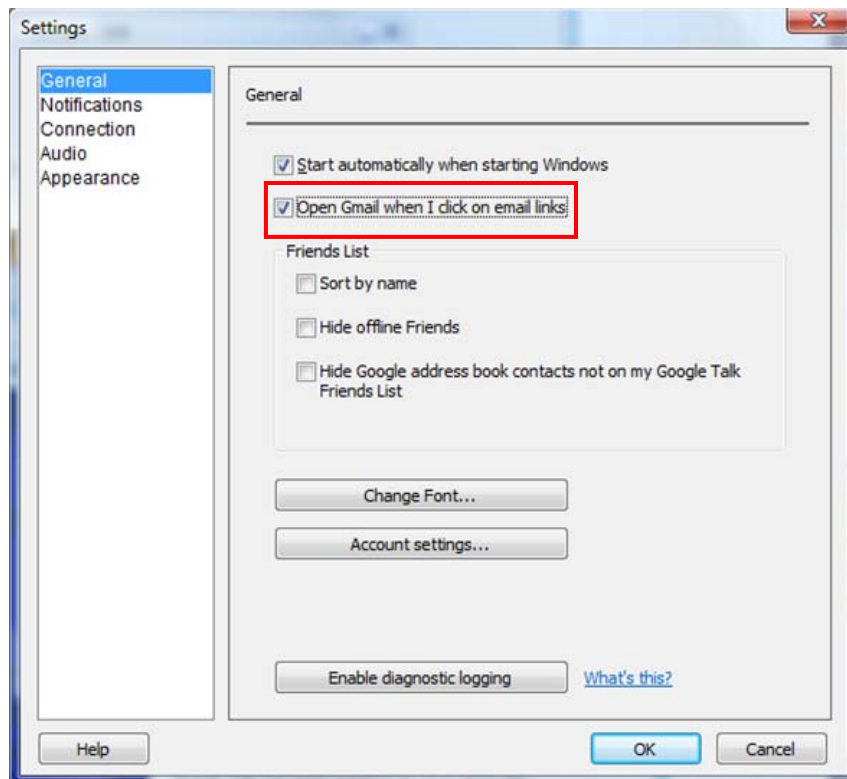 Settings
General
Notifications
Connection
Audio
Appearance
General
Start automatically when starting Windows
Open Gmail when I click on email links
Friends List
Sort by name
Hide offline Friends
Hide Google address book contacts not on my Google Talk
Friends List
Change Font...
Account settings...
Enable diagnostic logging
What's this?
Help
OK
Cancel